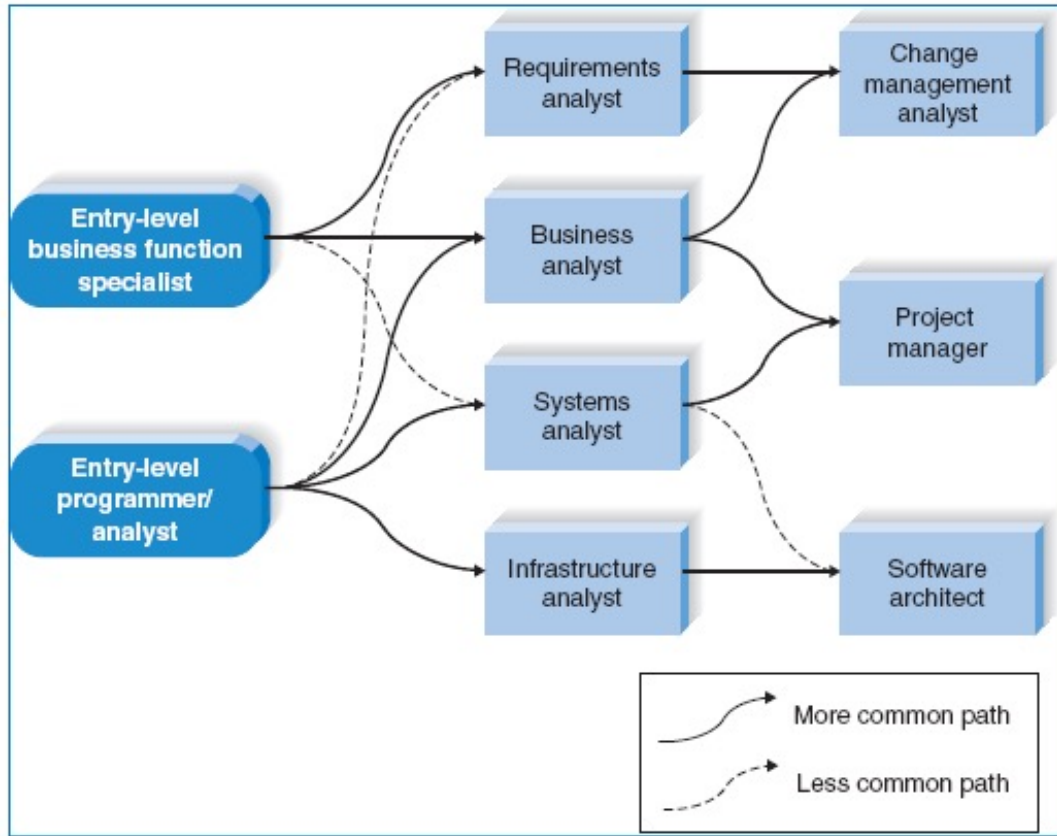 Requirements
analyst
Change
management
analyst
Entry-level
business function
specialist
Business
analyst
Project
manager
Systems
analyst
Entry-level
programmer/
analyst
Infrastructure
analyst
Software
architect
More common path
Less common path